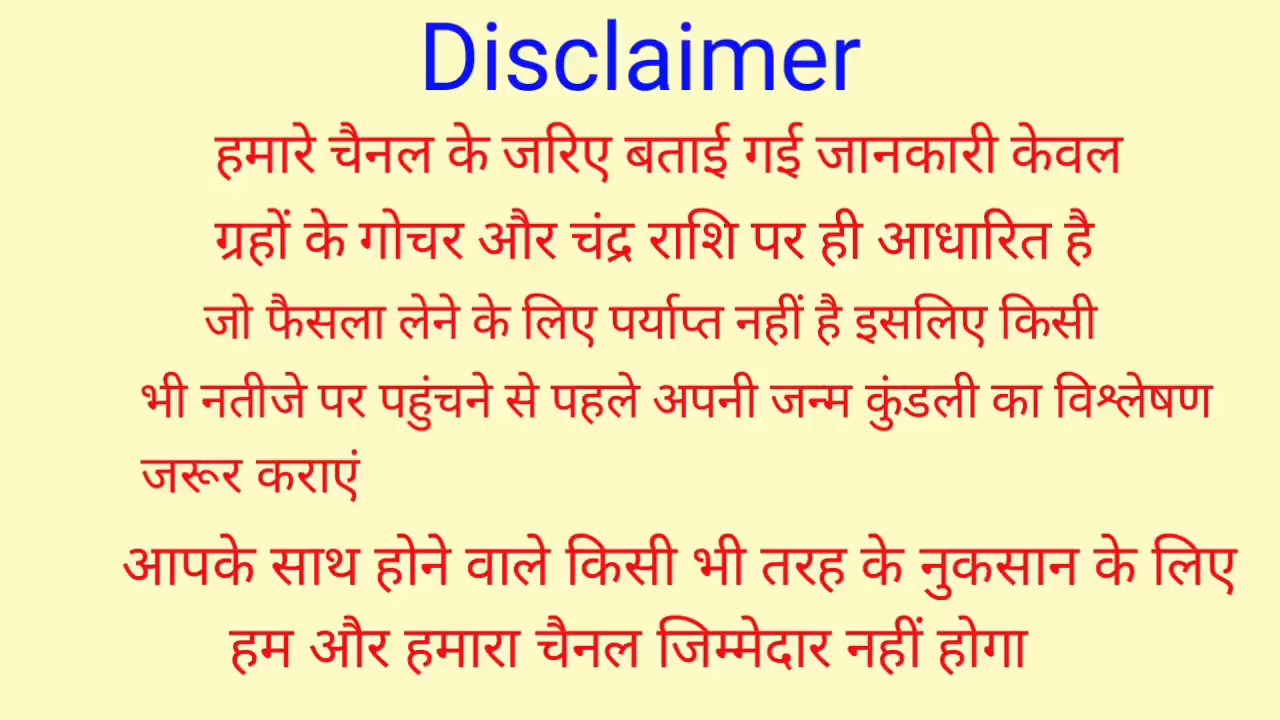 Disclaimer
हमारे चैनल के जरिए बताई गई जानकारी केवल
ग्रहों के गोचर और चंद्र राशि पर ही आधारित है
जो फैसला लेने के लिए पर्याप्त नहीं है इसलिए किसी
भी नतीजे पर पहुंचने से पहले अपनी जन्म कुंडली का विश्लेषण
जरूर कराएं
आपके साथ होने वाले किसी भी तरह के नुकसान के लिए
हम और हमारा चैनल जिम्मेदार नहीं होगा